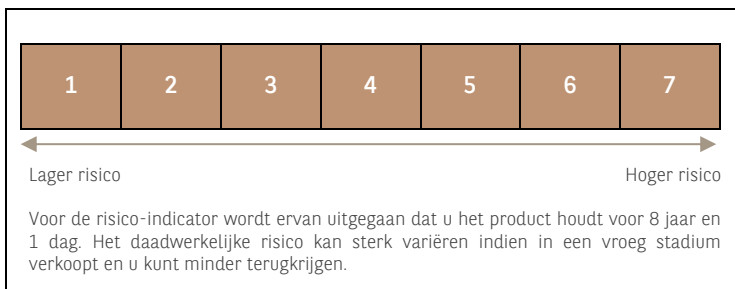 1 2 3 4 5 6 7
Lager risico Hoger risico
Voor de risico-indicator wordt ervan uitgegaan dat u het product houdt voor 8 jaar en
1 dag. Het daadwerkelijke risico kan sterk variëren indien in een vroeg stadium
verkoopt en u kunt minder terugkrijgen.